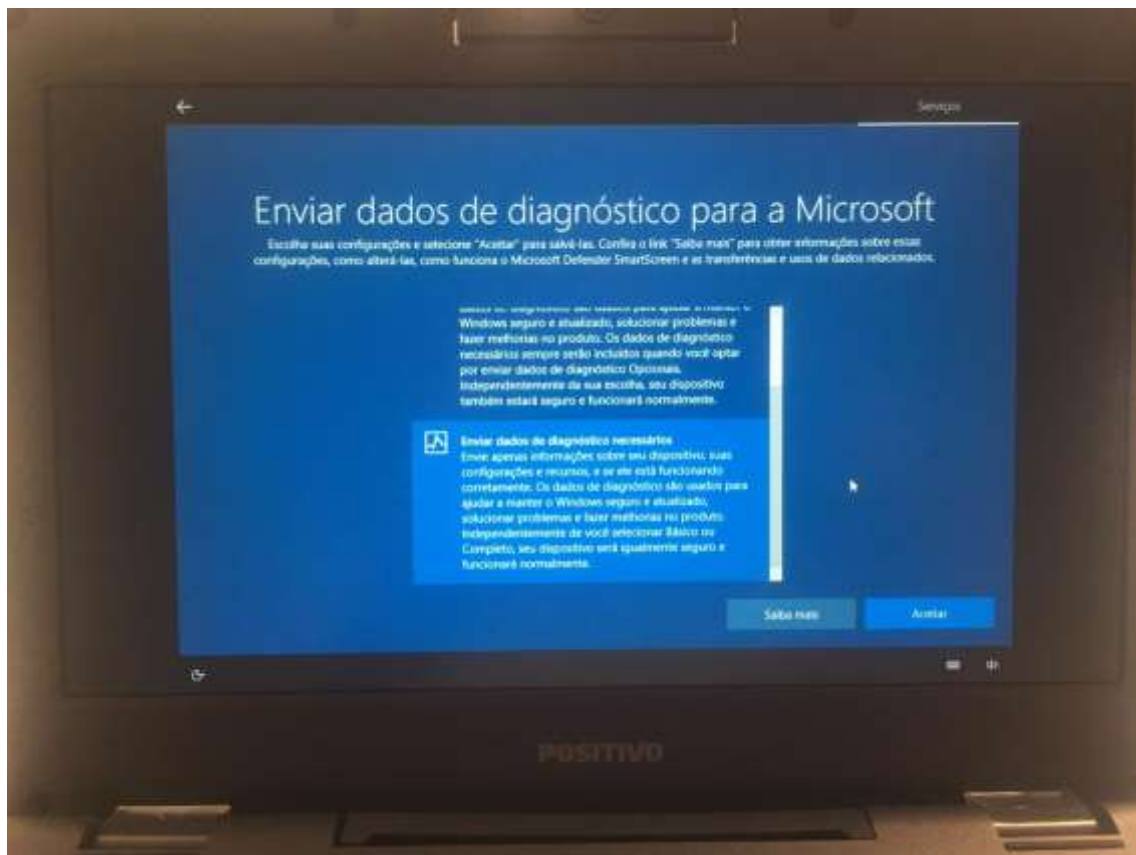 Serviços
Enviar dados de diagnóstico para a Microsoft
Escolha suas configurações e selecione "Aceitar" para salvá-las. Confira o link "Saiba mais" para obter informações sobre essas
configurações, como alterá-las, como funciona o Microsoft Defender SmartScreen e as transferências e usos de dados relacionados.
Windows seguro e atualizado, solucionar problemas e
fazer melhorias no produto. Os dados de diagnóstico
necessários sempre serão incluídos quando você optar
por enviar dados de diagnóstico Opcionais.
Independentemente da sua escolha, seu dispositivo
também estará seguro e funcionará normalmente.
Enviar dados de diagnóstico necessários
Envie apenas informações sobre seu dispositivo, suas
configurações e recursos, e se ele está funcionando
corretamente. Os dados de diagnóstico são usados para
ajudar a manter o Windows seguro e atualizado,
solucionar problemas e fazer melhorias no produto.
Independentemente de você selecionar Básico ou
Completo, seu dispositivo será igualmente seguro e
funcionará normalmente.
Saiba mais
Aceitar
POSITIVO